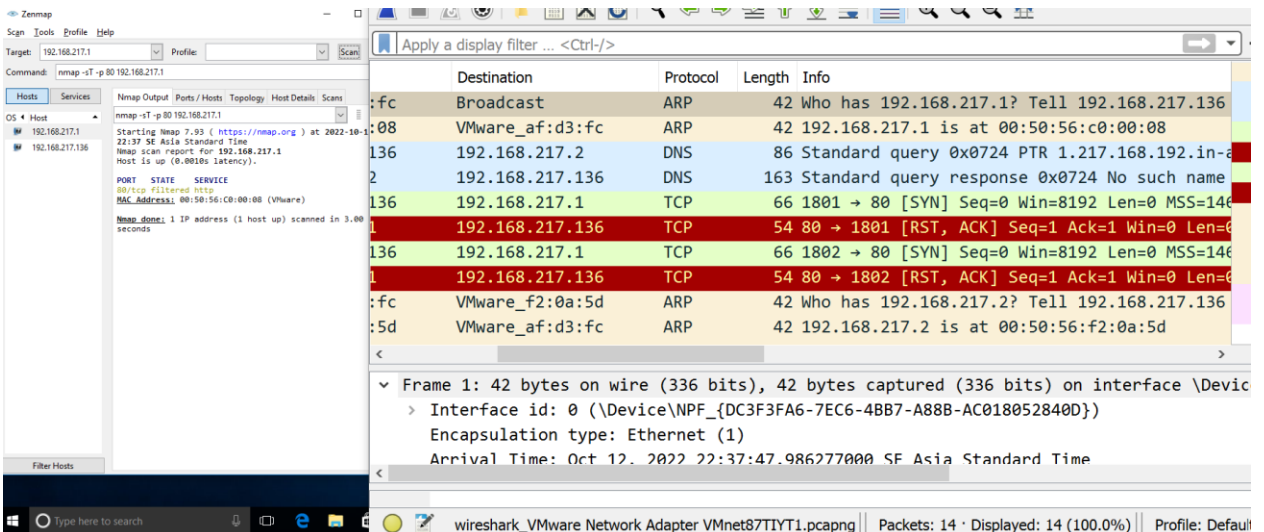 Zenmap
Scan Tools Profile Help
Target: 192.168.217.1 Profile: Scan
Command: nmap -sT -p 80 192.168.217.1
Hosts Services
OS Host
192.168.217.1
192.168.217.136
Filter Hosts
Nmap Output Ports / Hosts Topology Host Details Scans
nmap -sT -p 80 192.168.217.1
Starting Nmap 7.93 ( https://nmap.org ) at 2022-10-1
22:37 SE Asia Standard Time
Nmap scan report for 192.168.217.1
Host is up (0.0010s latency).
PORT STATE SERVICE
80/tcp filtered http
MAC Address: 00:50:56:C0:00:08 (VMware)
Nmap done: 1 IP address (1 host up) scanned in 3.00
seconds
Type here to search
Apply a display filter ... <Ctrl-/>
Destination Protocol Length Info
:fc Broadcast ARP 42 Who has 192.168.217.1? Tell 192.168.217.136
:08 VMware_af:d3:fc ARP 42 192.168.217.1 is at 00:50:56:c0:00:08
136 192.168.217.2 DNS 86 Standard query 0x0724 PTR 1.217.168.192.in-a
2 192.168.217.136 DNS 163 Standard query response 0x0724 No such name
136 192.168.217.1 TCP 66 1801 → 80 [SYN] Seq=0 Win=8192 Len=0 MSS=146
1 192.168.217.136 TCP 54 80 → 1801 [RST, ACK] Seq=1 Ack=1 Win=0 Len=0
136 192.168.217.1 TCP 66 1802 → 80 [SYN] Seq=0 Win=8192 Len=0 MSS=146
1 192.168.217.136 TCP 54 80 → 1802 [RST, ACK] Seq=1 Ack=1 Win=0 Len=0
:fc VMware_f2:0a:5d ARP 42 Who has 192.168.217.2? Tell 192.168.217.136
:5d VMware_af:d3:fc ARP 42 192.168.217.2 is at 00:50:56:f2:0a:5d
Frame 1: 42 bytes on wire (336 bits), 42 bytes captured (336 bits) on interface \Devic
Interface id: 0 (\Device\NPF_{DC3F3FA6-7EC6-4BB7-A88B-AC018052840D})
Encapsulation type: Ethernet (1)
Arrival Time: Oct 12, 2022 22:37:47.986277000 SE Asia Standard Time
wireshark_VMware Network Adapter VMnet87TIYT1.pcapng Packets: 14 · Displayed: 14 (100.0%) Profile: Default